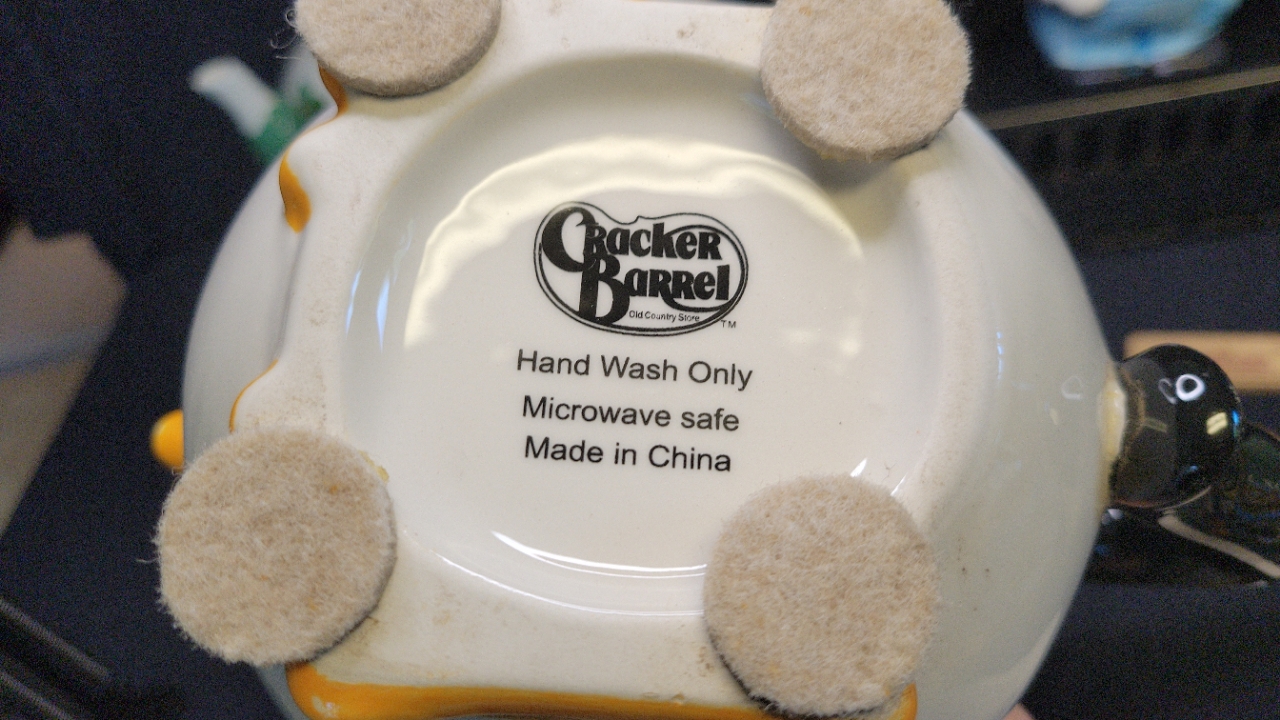 Cracker
Barrel
Old Country Store
TM
Hand Wash Only
Microwave safe
Made in China